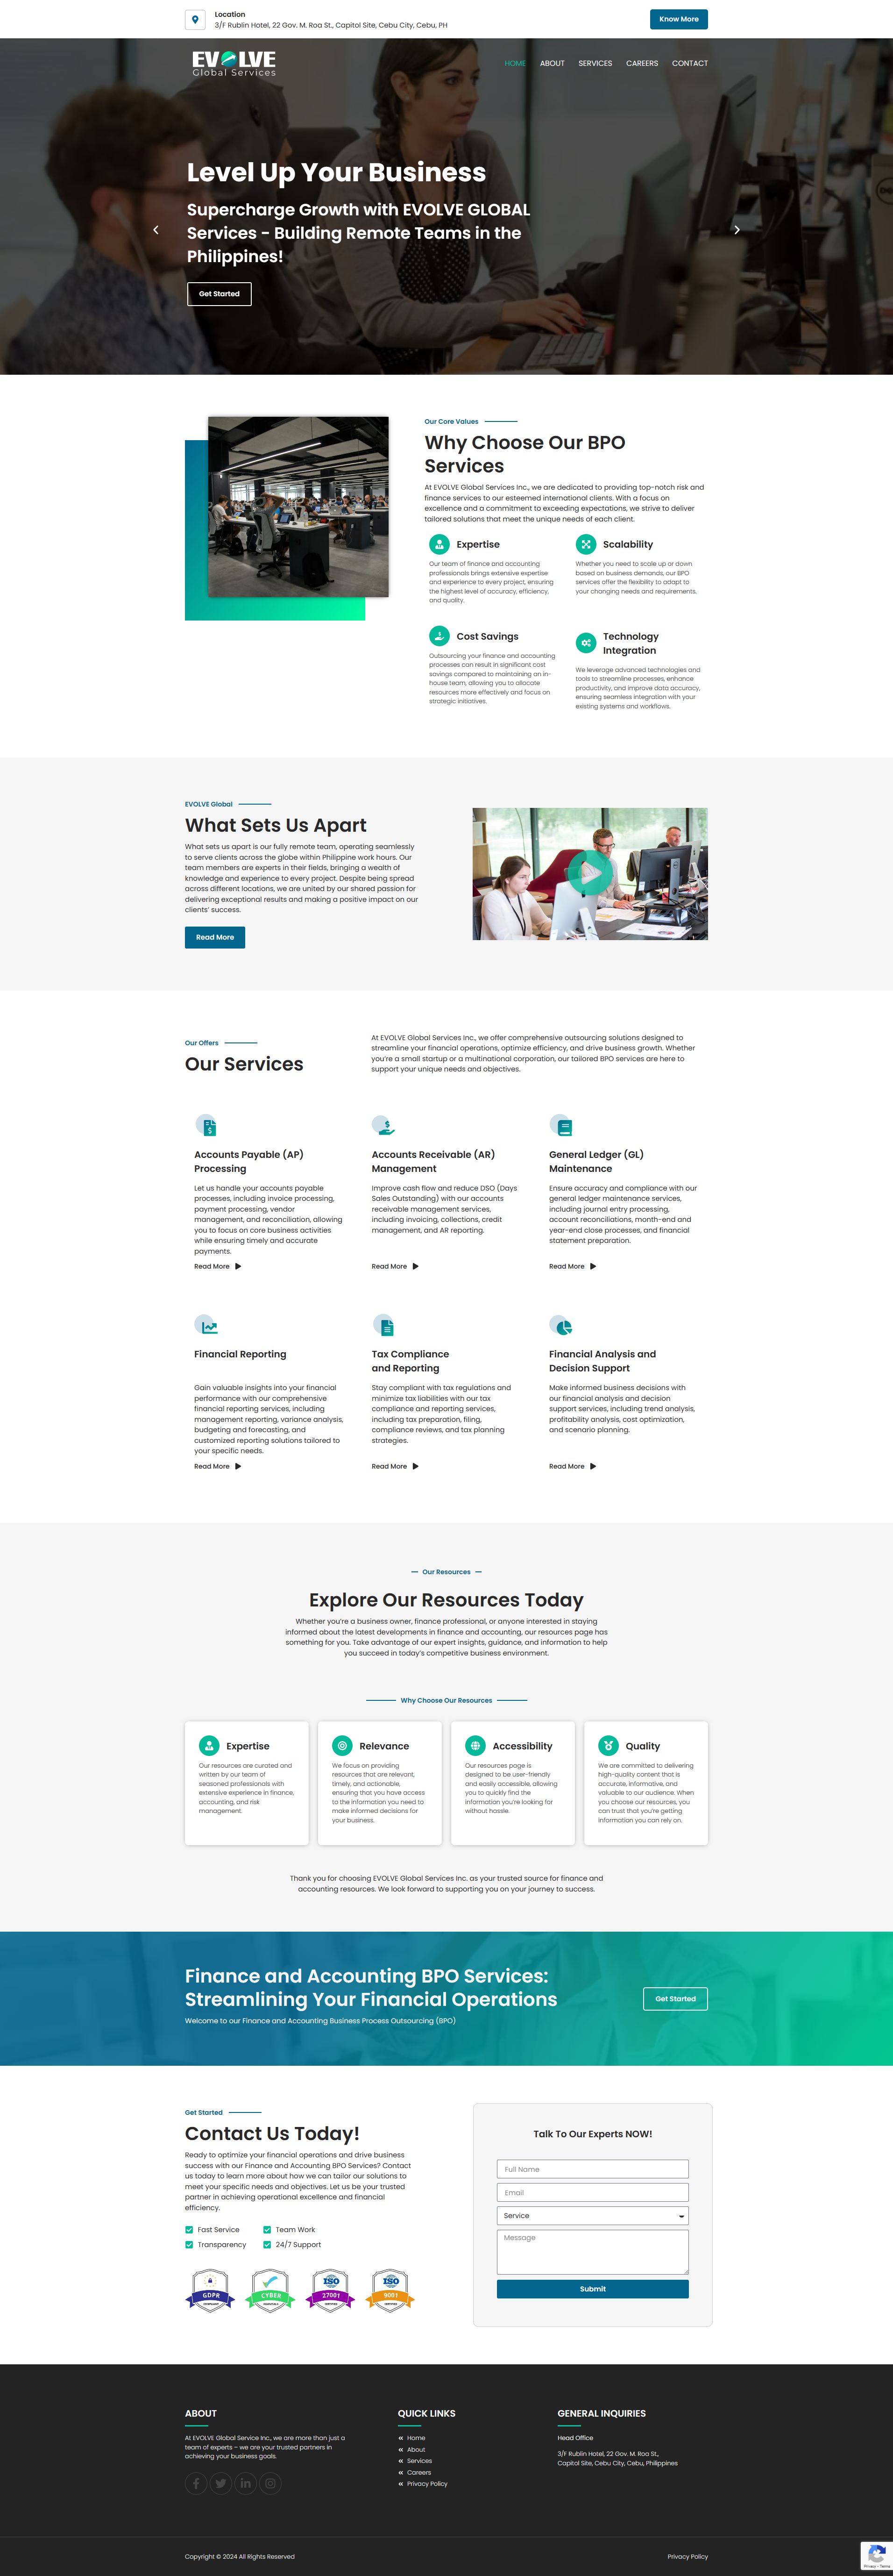 Location
3/F Rublin Hotel, 22 Gov. M. Roa St., Capitol Site, Cebu City, Cebu, PH
Know More
EVOLVE
Global Services
HOME
ABOUT
SERVICES
CAREERS
CONTACT
Level Up Your Business
Supercharge Growth with EVOLVE GLOBAL
Services - Building Remote Teams in the
Philippines!
Get Started
Our Core Values
Why Choose Our BPO
Services
At EVOLVE Global Services Inc., we are dedicated to providing top-notch risk and
finance services to our esteemed international clients. With a focus on
excellence and a commitment to exceeding expectations, we strive to deliver
tailored solutions that meet the unique needs of each client.
Expertise
Our team of finance and accounting
professionals brings extensive expertise
and experience to every project, ensuring
the highest level of accuracy, efficiency,
and quality.
Scalability
Whether you need to scale up or down
based on business demands, our BPO
services offer the flexibility to adapt to
your changing needs and requirements.
Cost Savings
Outsourcing your finance and accounting
processes can result in significant cost
savings compared to maintaining an in-
house team, allowing you to allocate
resources more effectively and focus on
strategic initiatives.
Technology
Integration
We leverage advanced technologies and
tools to streamline processes, enhance
productivity, and improve data accuracy,
ensuring seamless integration with your
existing systems and workflows.
EVOLVE Global
What Sets Us Apart
What sets us apart is our fully remote team, operating seamlessly
to serve clients across the globe within Philippine work hours. Our
team members are experts in their fields, bringing a wealth of
knowledge and experience to every project. Despite being spread
across different locations, we are united by our shared passion for
delivering exceptional results and making a positive impact on our
clients' success.
Read More
Our Offers
Our Services
At EVOLVE Global Services Inc., we offer comprehensive outsourcing solutions designed to
streamline your financial operations, optimize efficiency, and drive business growth. Whether
you're a small startup or a multinational corporation, our tailored BPO services are here to
support your unique needs and objectives.
Accounts Payable (AP)
Processing
Let us handle your accounts payable
processes, including invoice processing,
payment processing, vendor
management, and reconciliation, allowing
you to focus on core business activities
while ensuring timely and accurate
payments.
Read More
Accounts Receivable (AR)
Management
Improve cash flow and reduce DSO (Days
Sales Outstanding) with our accounts
receivable management services,
including invoicing, collections, credit
management, and AR reporting.
Read More
General Ledger (GL)
Maintenance
Ensure accuracy and compliance with our
general ledger maintenance services,
including journal entry processing,
account reconciliations, month-end and
year-end close processes, and financial
statement preparation.
Read More
Financial Reporting
Gain valuable insights into your financial
performance with our comprehensive
financial reporting services, including
management reporting, variance analysis,
budgeting and forecasting, and
customized reporting solutions tailored to
your specific needs.
Read More
Tax Compliance
and Reporting
Stay compliant with tax regulations and
minimize tax liabilities with our tax
compliance and reporting services,
including tax preparation, filing,
compliance reviews, and tax planning
strategies.
Read More
Financial Analysis and
Decision Support
Make informed business decisions with
our financial analysis and decision
support services, including trend analysis,
profitability analysis, cost optimization,
and scenario planning.
Read More
Our Resources
Explore Our Resources Today
Whether you're a business owner, finance professional, or anyone interested in staying
informed about the latest developments in finance and accounting, our resources page has
something for you. Take advantage of our expert insights, guidance, and information to help
you succeed in today's competitive business environment.
Why Choose Our Resources
Expertise
Our resources are curated and
written by our team of
seasoned professionals with
extensive experience in finance,
accounting, and risk
management.
Relevance
We focus on providing
resources that are relevant,
timely, and actionable,
ensuring that you have access
to the information you need to
make informed decisions for
your business.
Accessibility
Our resources page is
designed to be user-friendly
and easily accessible, allowing
you to quickly find the
information you're looking for
without hassle.
Quality
We are committed to delivering
high-quality content that is
accurate, informative, and
valuable to our audience. When
you choose our resources, you
can trust that you're getting
information you can rely on.
Thank you for choosing EVOLVE Global Services Inc. as your trusted source for finance and
accounting resources. We look forward to supporting you on your journey to success.
Finance and Accounting BPO Services:
Streamlining Your Financial Operations
Welcome to our Finance and Accounting Business Process Outsourcing (BPO)
Get Started
Get Started
Contact Us Today!
Ready to optimize your financial operations and drive business
success with our Finance and Accounting BPO Services? Contact
us today to learn more about how we can tailor our solutions to
meet your specific needs and objectives. Let us be your trusted
partner in achieving operational excellence and financial
efficiency.
Fast Service
Team Work
Transparency
24/7 Support
GDPR
CYBER
ISO
27001
ISO
9001
Talk To Our Experts NOW!
Full Name
Email
Service
Message
Submit
ABOUT
At EVOLVE Global Service Inc., we are more than just a
team of experts – we are your trusted partners in
achieving your business goals.
QUICK LINKS
Home
About
Services
Careers
Privacy Policy
GENERAL INQUIRIES
Head Office
3/F Rublin Hotel, 22 Gov. M. Roa St.,
Capitol Site, Cebu City, Cebu, Philippines
Copyright © 2024 All Rights Reserved
Privacy Policy
Privacy - Terms